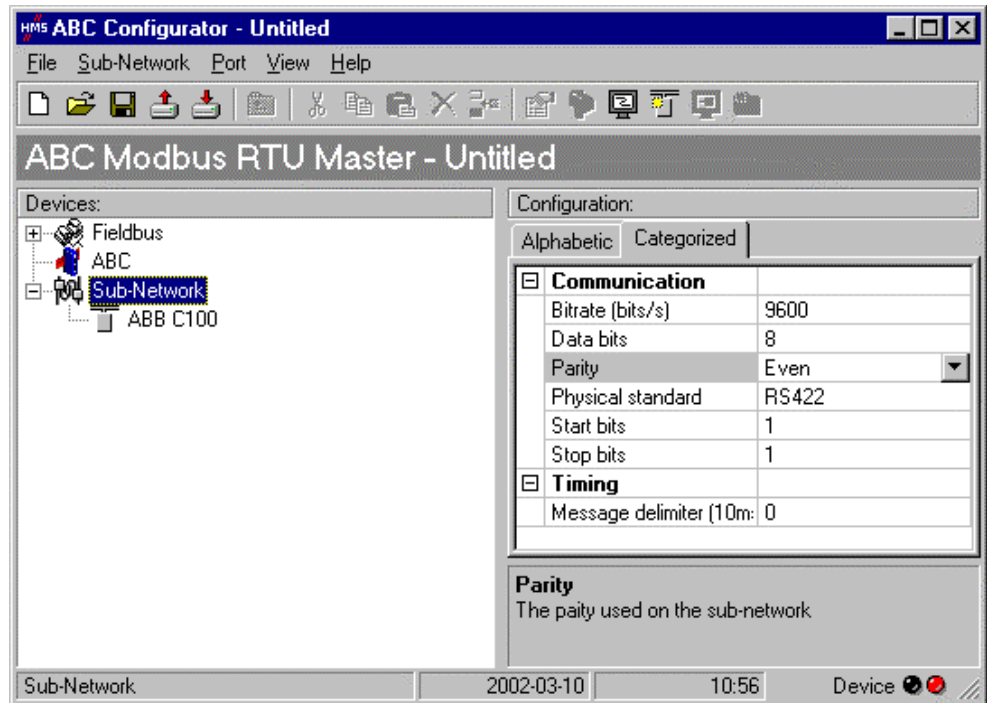 HMS ABC Configurator - Untitled
File Sub-Network Port View Help
ABC Modbus RTU Master - Untitled
Devices:
Fieldbus
ABC
Sub-Network
ABB C100
Configuration:
Alphabetic Categorized
Communication
Bitrate (bits/s) 9600
Data bits 8
Parity Even
Physical standard RS422
Start bits 1
Stop bits 1
Timing
Message delimiter (10m: 0
Parity
The paity used on the sub-network
Sub-Network 2002-03-10 10:56 Device